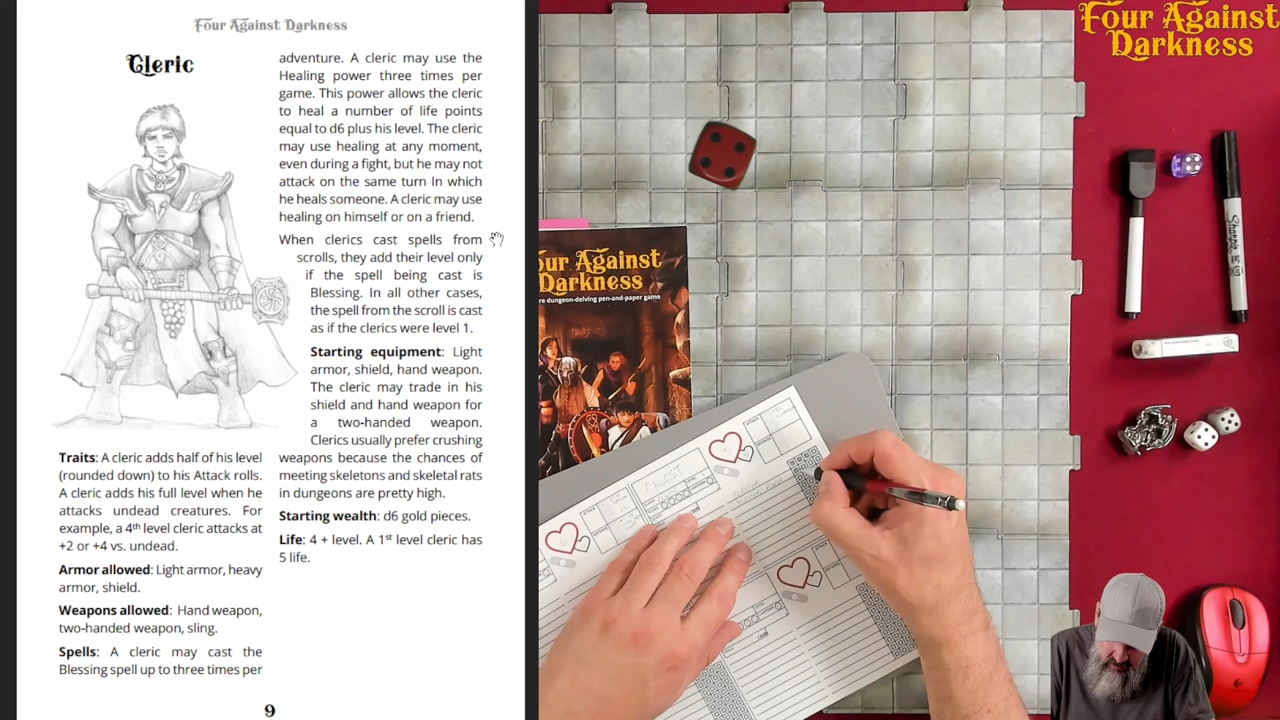 Four Against Darkness
Cleric
Traits: A cleric adds half of his level
(rounded down) to his Attack rolls.
A cleric adds his full level when he
attacks undead creatures. For
example, a 4th level cleric attacks at
+2 or +4 vs. undead.
Armor allowed: Light armor, heavy
armor, shield.
Weapons allowed: Hand weapon,
two-handed weapon, sling.
Spells: A cleric may cast the
Blessing spell up to three times per
adventure. A cleric may use the
Healing power three times per
game. This power allows the cleric
to heal a number of life points
equal to d6 plus his level. The cleric
may use healing at any moment,
even during a fight, but he may not
attack on the same turn In which
he heals someone. A cleric may use
healing on himself or on a friend.
When clerics cast spells from
scrolls, they add their level only
if the spell being cast is
Blessing. In all other cases,
the spell from the scroll is cast
as if the clerics were level 1.
Starting equipment: Light
armor, shield, hand weapon.
The cleric may trade in his
shield and hand weapon for
a two-handed weapon.
Clerics usually prefer crushing
weapons because the chances of
meeting skeletons and skeletal rats
in dungeons are pretty high.
Starting wealth: d6 gold pieces.
Life: 4 + level. A 1st level cleric has
5 life.
9
Four Against
Darkness
dungeon-delving pen-and-paper game
ATTACK
DEFENSE
LEVEL
Sharpie
Four Against
Darkness